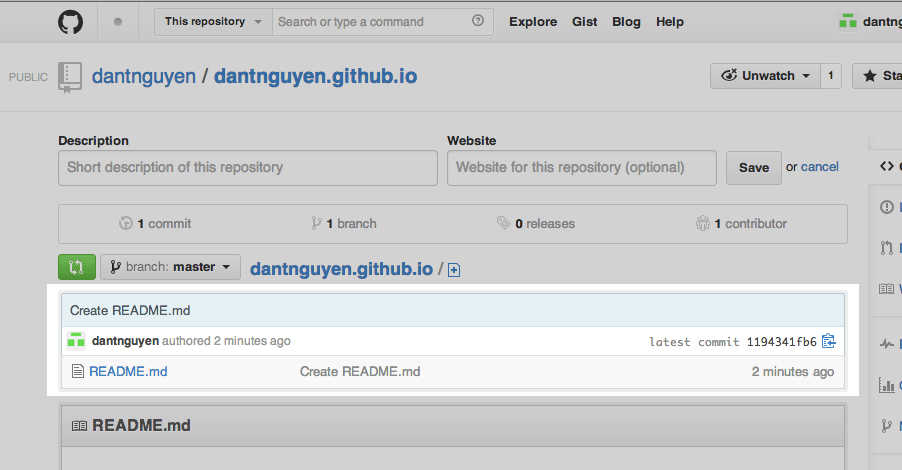 This repository Search or type a command Explore Gist Blog Help dantng
PUBLIC dantnguyen / dantnguyen.github.io Unwatch 1 Sta
Description Website
Short description of this repository Website for this repository (optional) Save or cancel
1 commit 1 branch 0 releases 1 contributor
branch: master dantnguyen.github.io /
Create README.md
dantnguyen authored 2 minutes ago latest commit 1194341fb6
README.md Create README.md 2 minutes ago
README.md